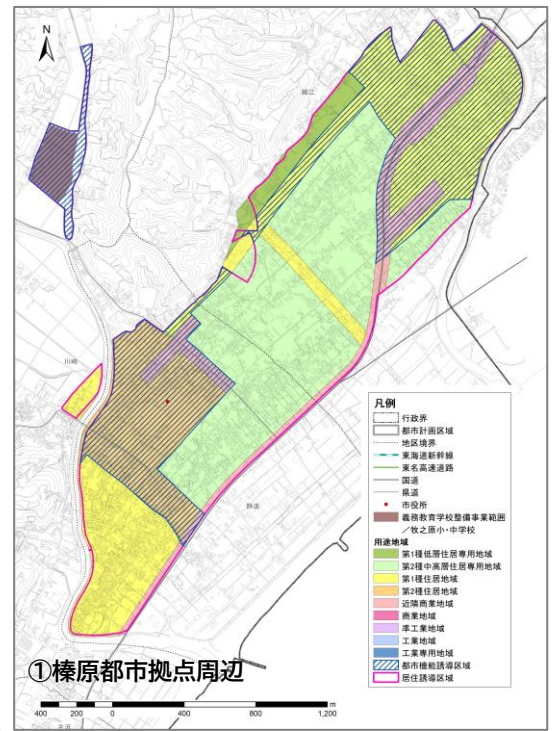 N
細江
川崎
静波
片浜
凡例
行政界
都市計画区域
地区境界
東海道新幹線
東名高速道路
国道
県道
市役所
義務教育学校整備事業範囲
/牧之原小・中学校
用途地域
第1種低層住居専用地域
第2種中高層住居専用地域
第1種住居地域
第2種住居地域
近隣商業地域
商業地域
準工業地域
工業地域
工業専用地域
都市機能誘導区域
居住誘導区域
①榛原都市拠点周辺
400 200 0 400 800 1,200
m